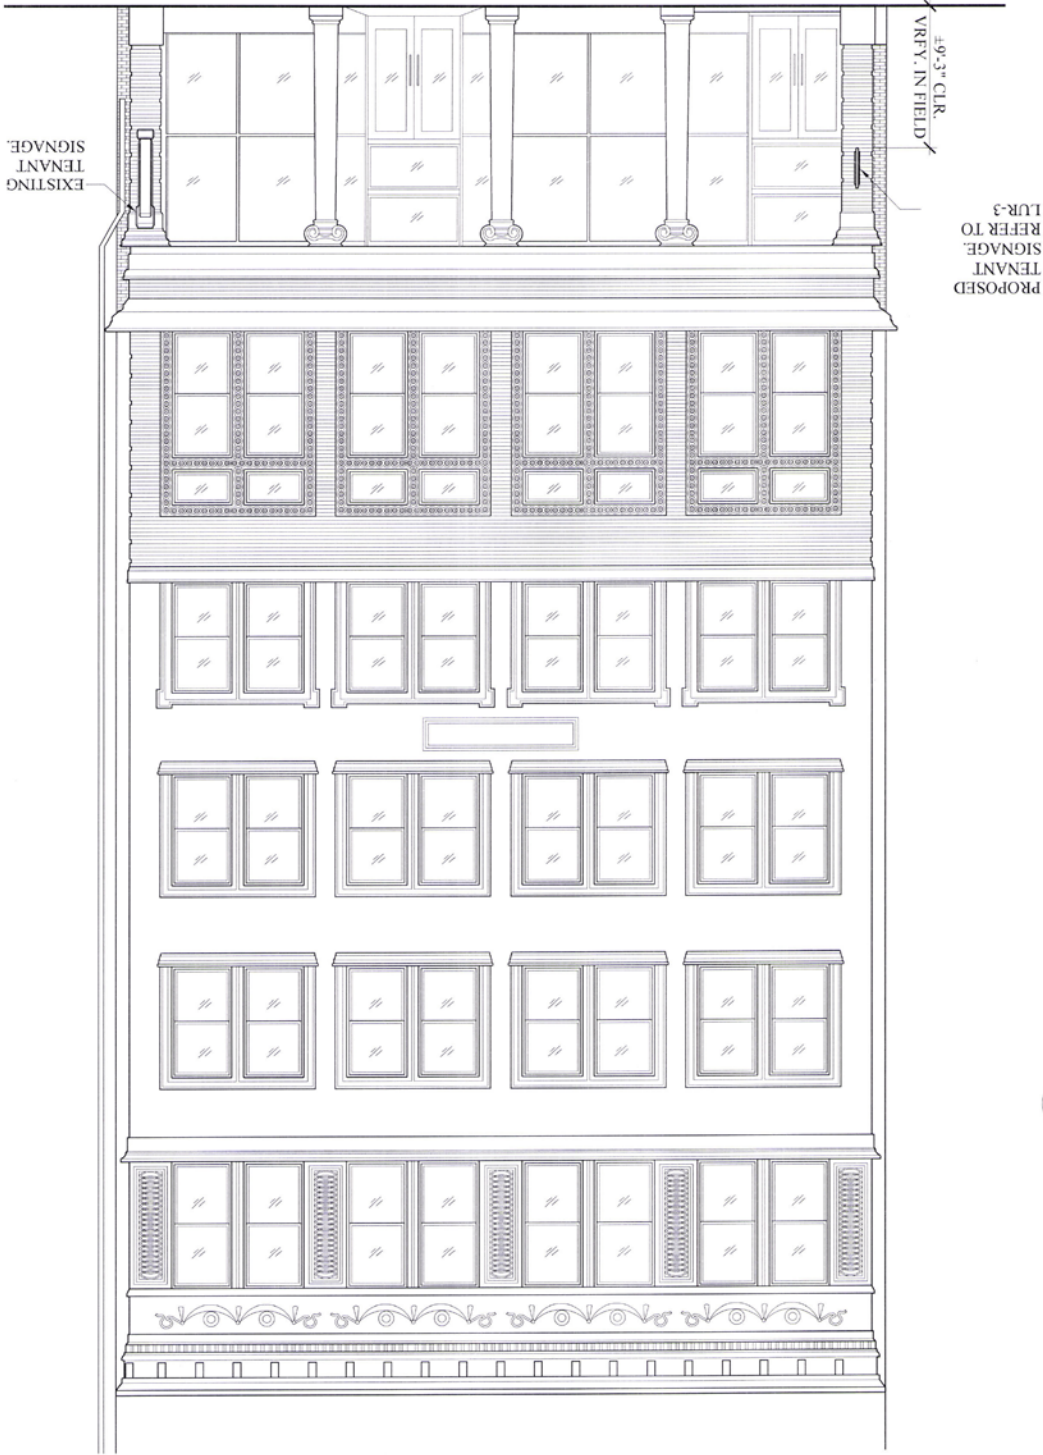 ±9'-3" CLR.
VRFY. IN FIELD
PROPOSED
TENANT
SIGNAGE.
REFER TO
LUR-3
EXISTING
TENANT
SIGNAGE.